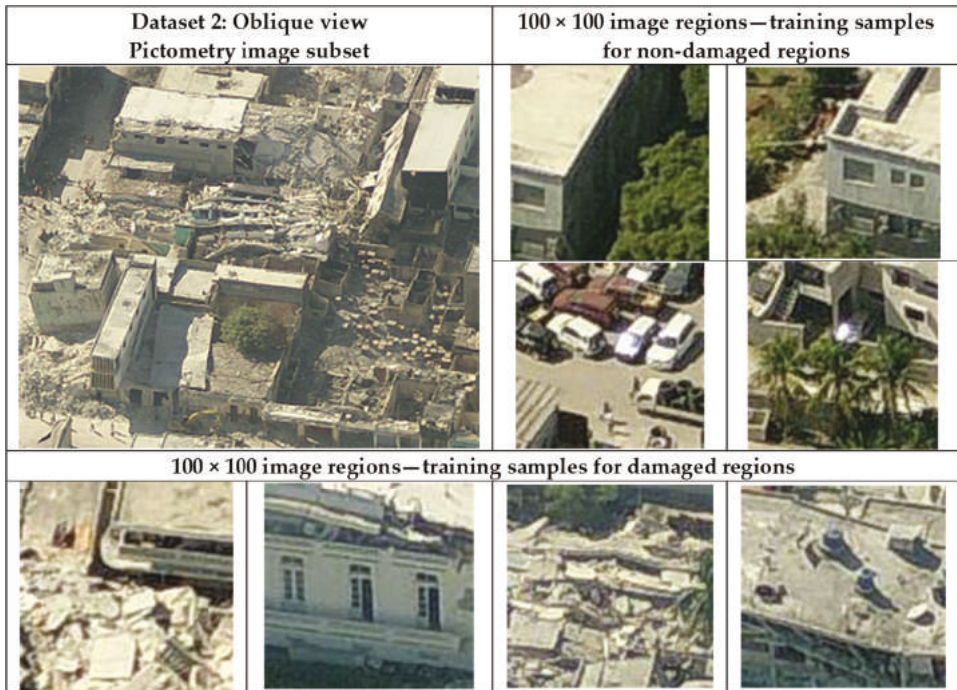 Dataset 2: Oblique view
Pictometry image subset
100 × 100 image regions—training samples
for non-damaged regions
100 × 100 image regions—training samples for damaged regions